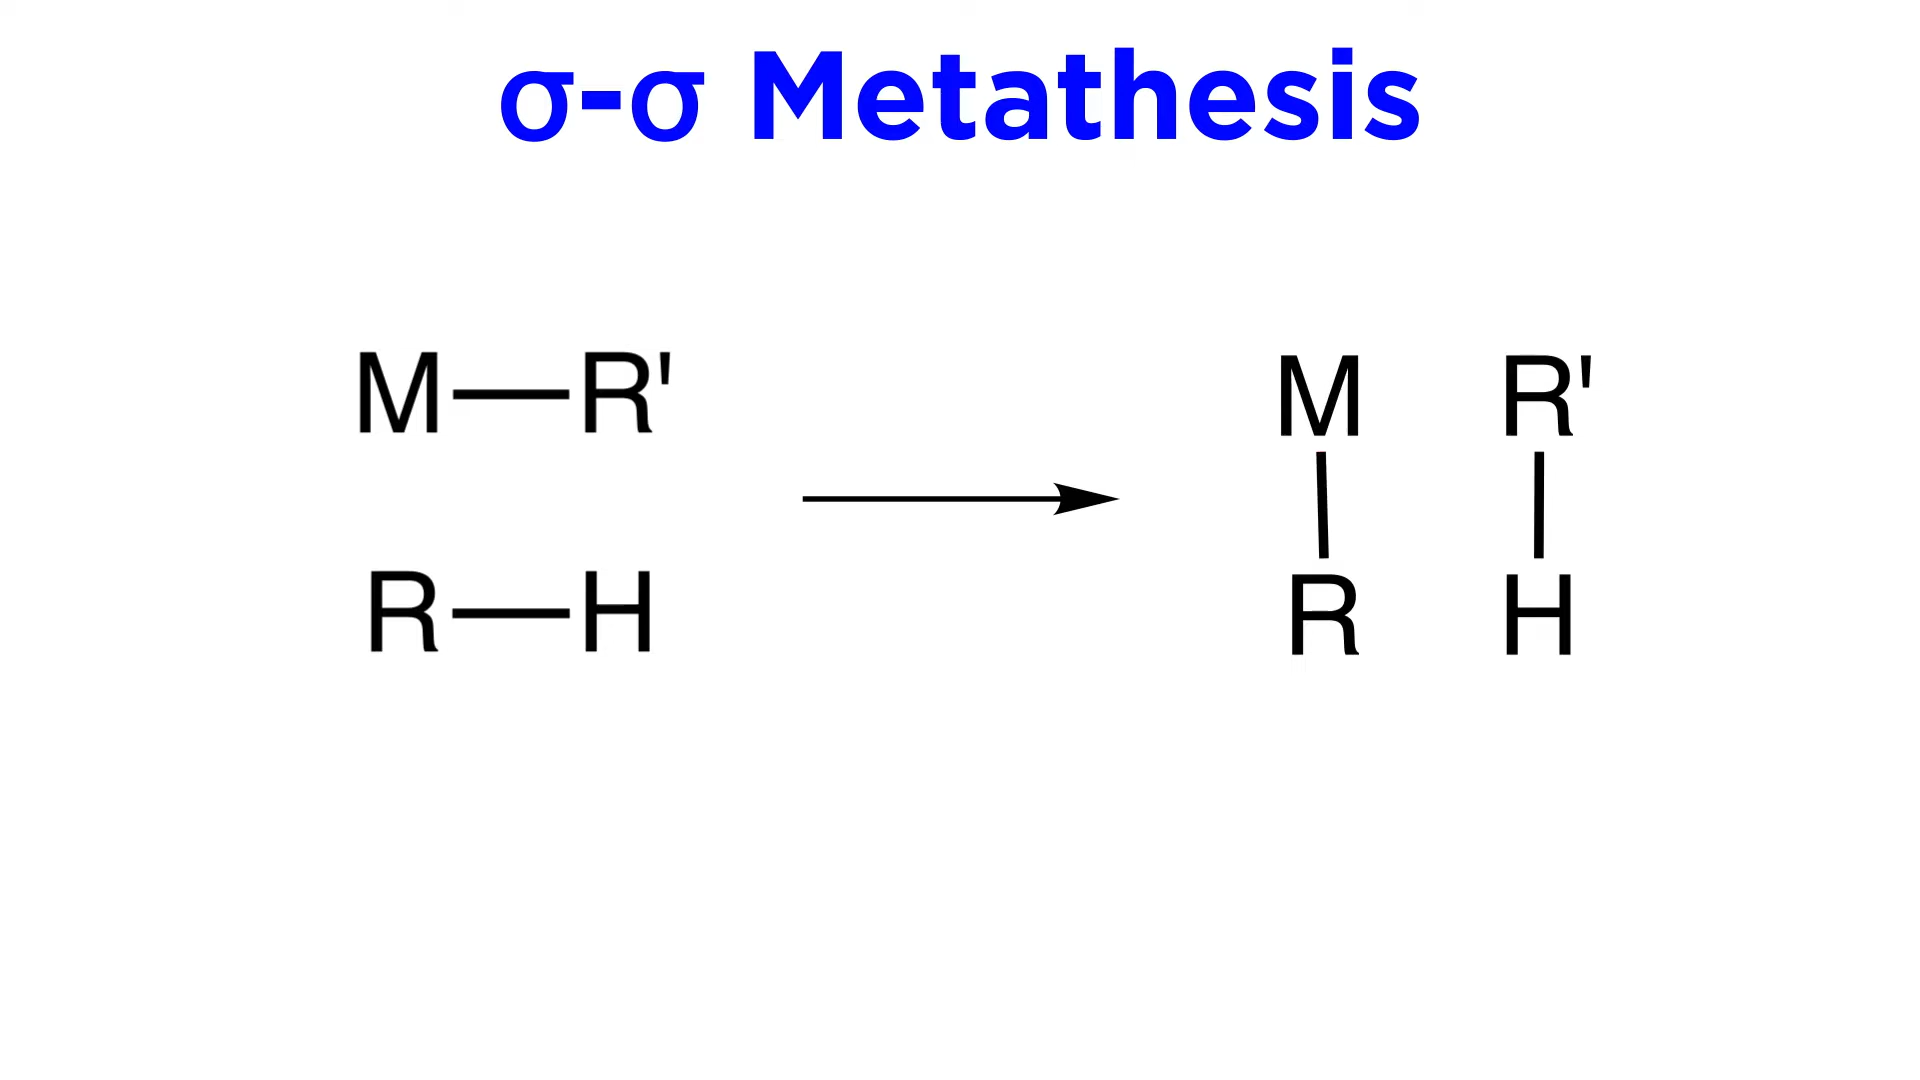 σ-σ Metathesis
M—R'
R—H
M R'
R H